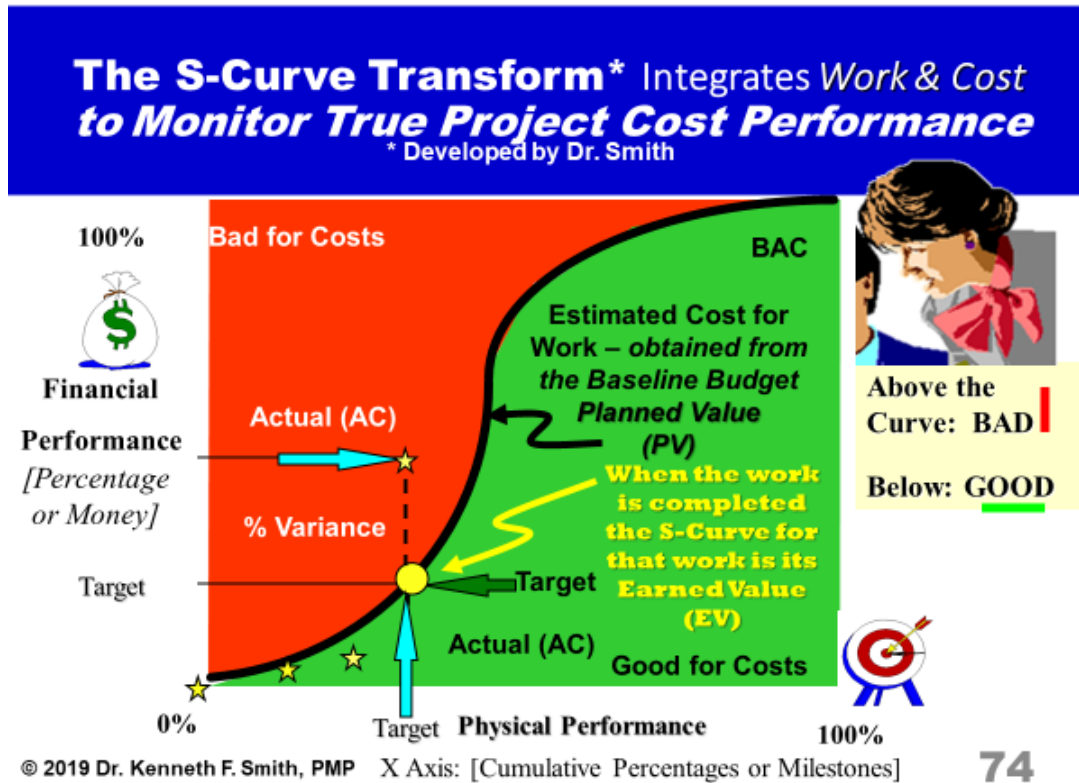 The S-Curve Transform* Integrates Work & Cost
to Monitor True Project Cost Performance
* Developed by Dr. Smith
100%
$
Financial
Performance
[Percentage
or Money]
Target
Bad for Costs
Actual (AC)
% Variance
BAC
Estimated Cost for
Work – obtained from
the Baseline Budget
Planned Value
(PV)
When the work
is completed
the S-Curve for
that work is its
Earned Value
(EV)
Target
Actual (AC)
Good for Costs
Above the
Curve: BAD
Below: GOOD
0%
Target Physical Performance
100%
© 2019 Dr. Kenneth F. Smith, PMP X Axis: [Cumulative Percentages or Milestones]
74